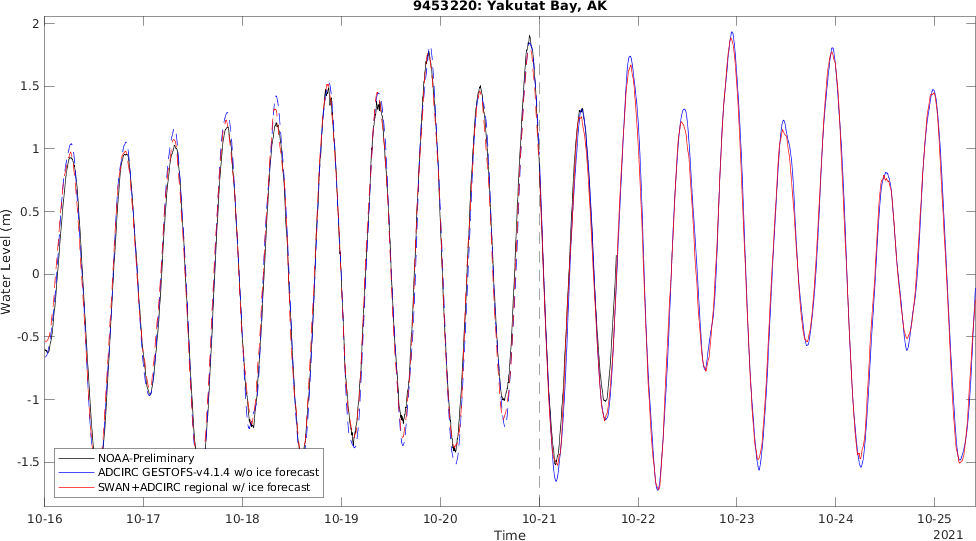 9453220: Yakutat Bay, AK
Water Level (m)
2
1.5
1
0.5
0
-0.5
-1
-1.5
NOAA-Preliminary
ADCIRC GESTOFS-v4.1.4 w/o ice forecast
SWAN+ADCIRC regional w/ ice forecast
10-16 10-17 10-18 10-19 10-20 10-21 10-22 10-23 10-24 10-25
Time
2021